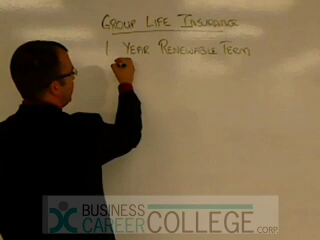 Group Life Insurance
1 Year Renewable Term
BUSINESS
CAREER COLLEGE CORP.